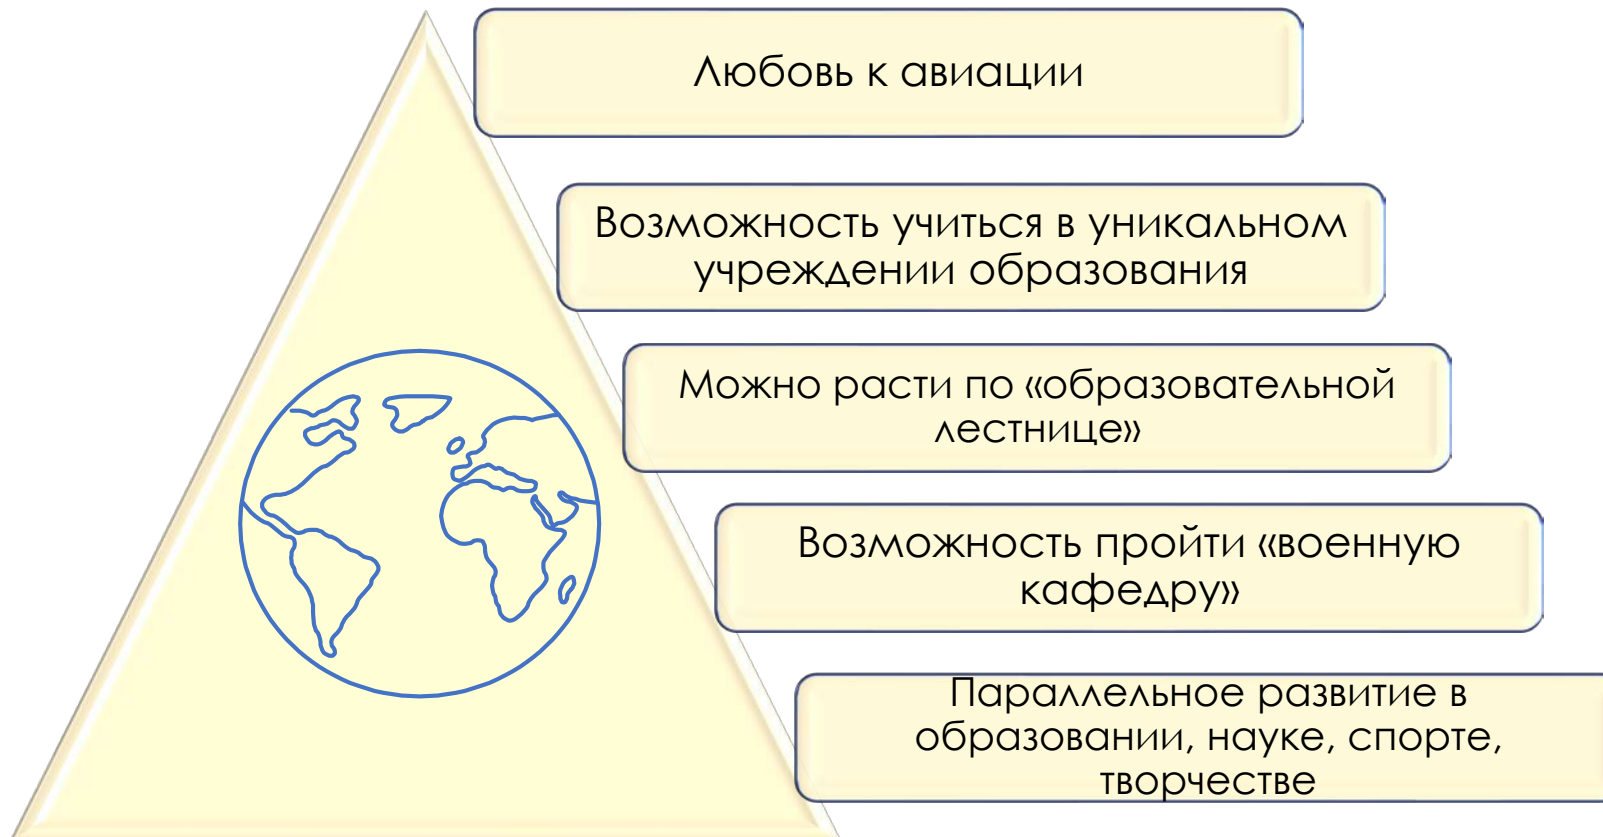 Любовь к авиации
Возможность учиться в уникальном
учреждении образования
Можно расти по «образовательной
лестнице»
Возможность пройти «военную
кафедру»
Параллельное развитие в
образовании, науке, спорте,
творчестве